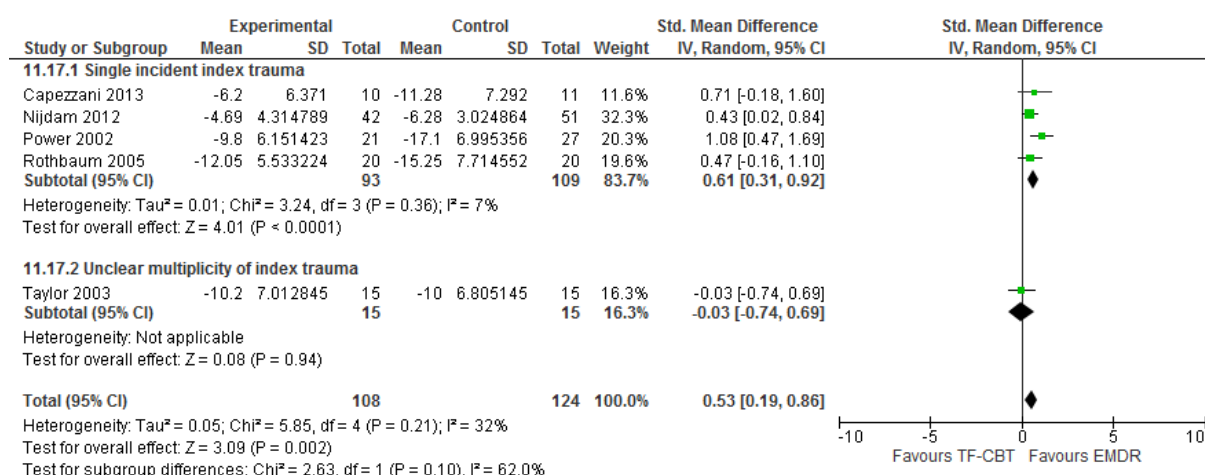 Experimental Control Std. Mean Difference Std. Mean Difference
Study or Subgroup Mean SD Total Mean SD Total Weight IV, Random, 95% CI IV, Random, 95% CI
11.17.1 Single incident index trauma
Capezzani 2013 -6.2 6.371 10 -11.28 7.292 11 11.6% 0.71 [-0.18, 1.60]
Nijdam 2012 -4.69 4.314789 42 -6.28 3.024864 51 32.3% 0.43 [0.02, 0.84]
Power 2002 -9.8 6.151423 21 -17.1 6.995356 27 20.3% 1.08 [0.47, 1.69]
Rothbaum 2005 -12.05 5.533224 20 -15.25 7.714552 20 19.6% 0.47 [-0.16, 1.10]
Subtotal (95% CI) 93 109 83.7% 0.61 [0.31, 0.92]
Heterogeneity: Tau² = 0.01; Chi² = 3.24, df = 3 (P = 0.36); I² = 7%
Test for overall effect: Z = 4.01 (P < 0.0001)
11.17.2 Unclear multiplicity of index trauma
Taylor 2003 -10.2 7.012845 15 -10 6.805145 15 16.3% -0.03 [-0.74, 0.69]
Subtotal (95% CI) 15 15 16.3% -0.03 [-0.74, 0.69]
Heterogeneity: Not applicable
Test for overall effect: Z = 0.08 (P = 0.94)
Total (95% CI) 108 124 100.0% 0.53 [0.19, 0.86]
Heterogeneity: Tau² = 0.05; Chi² = 5.85, df = 4 (P = 0.21); I² = 32%
Test for overall effect: Z = 3.09 (P = 0.002)
Test for subgroup differences: Chi² = 2.63, df = 1 (P = 0.10), I² = 62.0%
-10 -5 0 5 10
Favours TF-CBT Favours EMDR